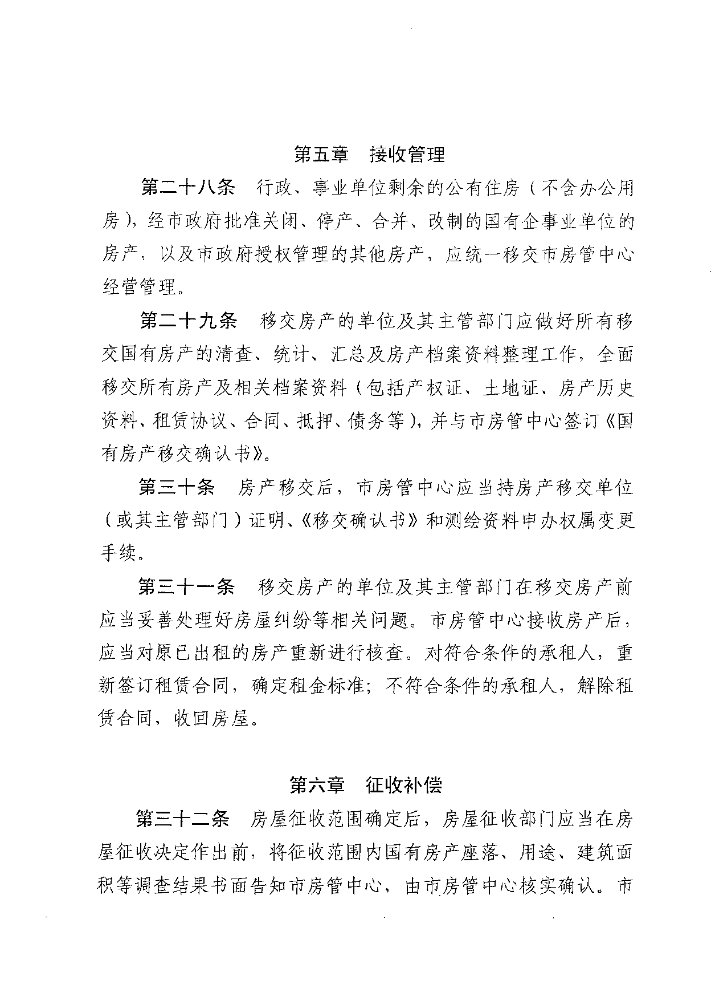 第五章　接收管理
第二十八条　行政、事业单位剩余的公有住房（不含办公用
房），经市政府批准关闭、停产、合并、改制的国有企事业单位的
房产，以及市政府授权管理的其他房产，应统一移交市房管中心
经营管理。
第二十九条　移交房产的单位及其主管部门应做好所有移
交国有房产的清查、统计、汇总及房产档案资料整理工作，全面
移交所有房产及相关档案资料（包括产权证、土地证、房产历史
资料、租赁协议、合同、抵押、债务等），并与市房管中心签订《国
有房产移交确认书》。
第三十条　房产移交后，市房管中心应当持房产移交单位
（或其主管部门）证明、《移交确认书》和测绘资料申办权属变更
手续。
第三十一条　移交房产的单位及其主管部门在移交房产前
应当妥善处理好房屋纠纷等相关问题。市房管中心接收房产后，
应当对原已出租的房产重新进行核查。对符合条件的承租人，重
新签订租赁合同，确定租金标准；不符合条件的承租人，解除租
赁合同，收回房屋。
第六章　征收补偿
第三十二条　房屋征收范围确定后，房屋征收部门应当在房
屋征收决定作出前，将征收范围内国有房产座落、用途、建筑面
积等调查结果书面告知市房管中心，由市房管中心核实确认。市